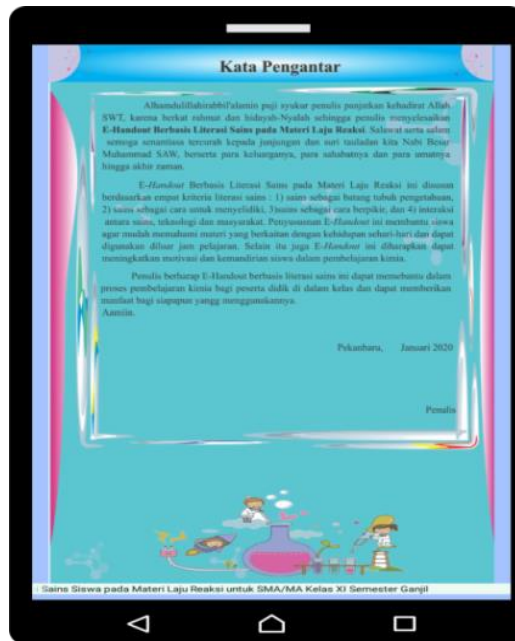 Kata Pengantar
Alhamdulillahirabbil'alamin puji syukur penulis panjatkan kehadirat Allah
SWT, karena berkat rahmat dan hidayah-Nyalah sehingga penulis menyelesaikan
E-Handout Berbasis Literasi Sains pada Materi Laju Reaksi. Salawat serta salam
semoga senantiasa tercurah kepada junjungan dan suri tauladan kita Nabi Besar
Muhammad SAW, berserta para keluarganya, para sahabatnya dan para umatnya
hingga akhir zaman.
E-Handout Berbasis Literasi Sains pada Materi Laju Reaksi ini disusun
berdasarkan empat kriteria literasi sains : 1) sains sebagai batang tubuh pengetahuan,
2) sains sebagai cara untuk menyelidiki, 3)sains sebagai cara berpikir, dan 4) interaksi
antara sains, teknologi dan masyarakat. Penyusunan E-Handout ini membantu siswa
agar mudah memahami materi yang berkaitan dengan kehidupan sehari-hari dan dapat
digunakan diluar jam pelajaran. Selain itu juga E-Handout ini diharapkan dapat
meningkatkan motivasi dan kemandirian siswa dalam pembelajaran kimia.
Penulis berharap E-Handout berbasis literasi sains ini dapat memebantu dalam
proses pembelajaran kimia bagi peserta didik di dalam kelas dan dapat memberikan
manfaat bagi siapapun yangg menggunakannya.
Aamiin.
Pekanbaru, Januari 2020
Penulis
Sains Siswa pada Materi Laju Reaksi untuk SMA/MA Kelas XI Semester Ganjil